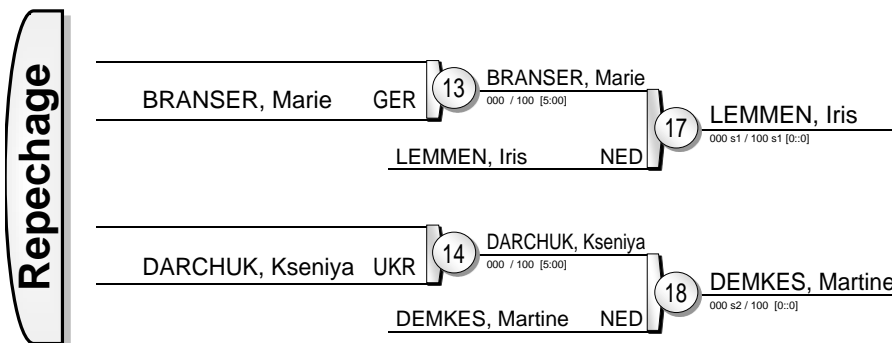 Repechage
BRANSER, Marie GER
13
BRANSER, Marie
000 / 100 [5:00]
LEMMEN, Iris NED
17
LEMMEN, Iris
000 s1 / 100 s1 [0::0]
DARCHUK, Kseniya UKR
14
DARCHUK, Kseniya
000 / 100 [5:00]
DEMKES, Martine NED
18
DEMKES, Martine
000 s2 / 100 [0::0]